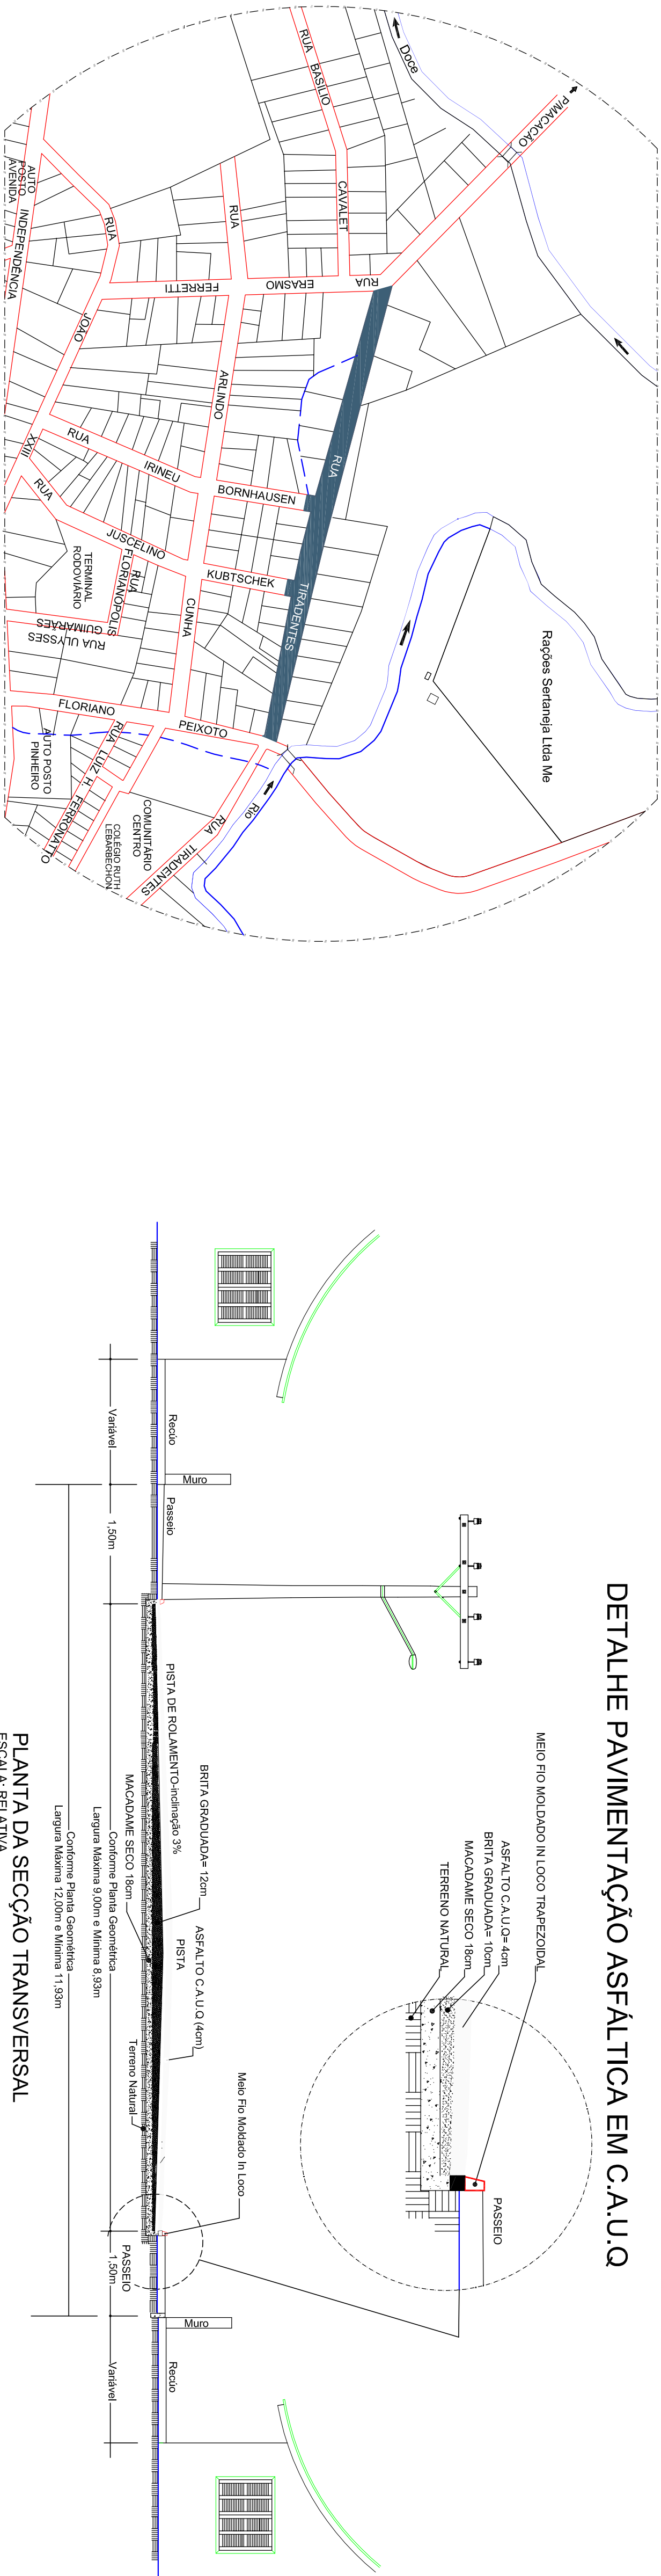 Doce
P/MACACÃO
RUA BASILIO
CAVALET
RUA ERASMO FERRETTI
RUA ARLINDO CUNHA
RUA JOÃO XXIII
AUTO POSTO
AVENIDA INDEPENDÊNCIA
RUA IRINEU BORNHAUSEN
RUA JUSCELINO KUBTSCHEK
RUA TIRADENTES
RUA FLORIANÓPOLIS
TERMINAL
RODOVIÁRIO
RUA ULYSSES
GUIMARÃES
FLORIANO PEIXOTO
AUTO POSTO
PINHEIRO
RUA LUIZ H. FERRONATTO
COLÉGIO RUTH
LEBARBECHON
COMUNITÁRIO
CENTRO
RUA TIRADENTES
Rio
Rações Sertaneja Ltda Me
DETALHE PAVIMENTAÇÃO ASFÁLTICA EM C.A.U.Q
MEIO FIO MOLDADO IN LOCO TRAPEZOIDAL
ASFALTO C.A.U.Q= 4cm
BRITA GRADUADA= 10cm
MACADAME SECO 18cm
TERRENO NATURAL
PASSEIO
Recúo
Variável
Muro
Passeio
1,50m
PISTA DE ROLAMENTO-inclinação 3%
BRITA GRADUADA= 12cm
MACADAME SECO 18cm
ASFALTO C.A.U.Q (4cm)
PISTA
Terreno Natural
Meio Fio Moldado In Loco
PASSEIO
1,50m
Muro
Recúo
Variável
Conforme Planta Geométrica
Largura Máxima 9,00m e Minima 8,93m
Conforme Planta Geométrica
Largura Máxima 12,00m e Minima 11,93m
PLANTA DA SECÇÃO TRANSVERSAL
ESCALA: RELATIVA